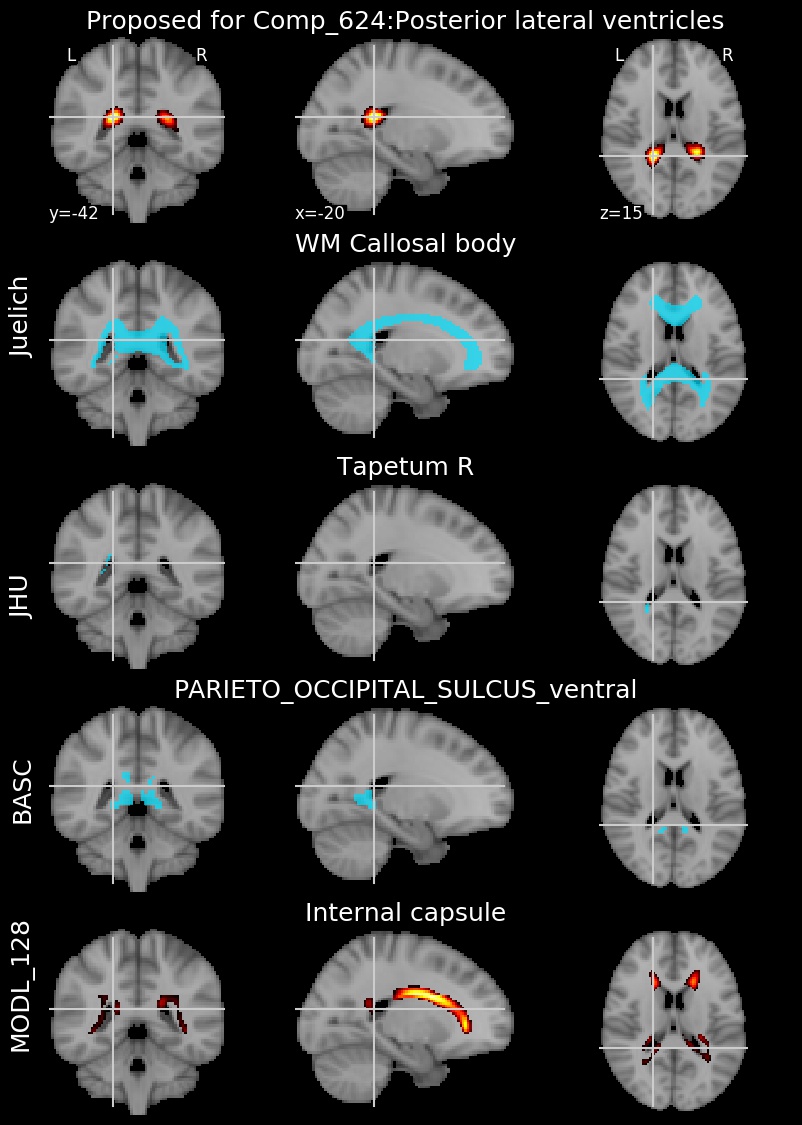 Proposed for Comp_624:Posterior lateral ventricles
L R L R
y=-42 x=-20 z=15
WM Callosal body
Juelich
Tapetum R
JHU
PARIETO_OCCIPITAL_SULCUS_ventral
BASC
Internal capsule
MODL_128